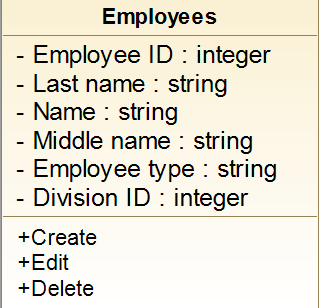 Employees
- Employee ID : integer
- Last name : string
- Name : string
- Middle name : string
- Employee type : string
- Division ID : integer
+Create
+Edit
+Delete